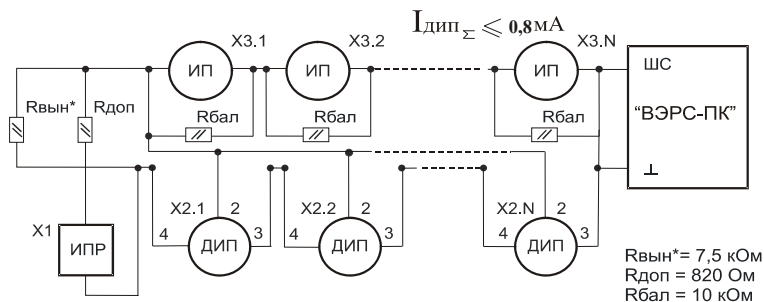 X3.1
X3.2
Iдип Σ ⩽ 0,8мА
X3.N
ИП
ИП
ИП
ШС
Rвын*
Rдоп
Rбал
Rбал
Rбал
“ВЭРС-ПК”
X2.1
2
X2.2
2
X2.N
2
X1
ИПР
4
ДИП
3
4
ДИП
3
4
ДИП
3
Rвын*= 7,5 кОм
Rдоп = 820 Ом
Rбал = 10 кОм